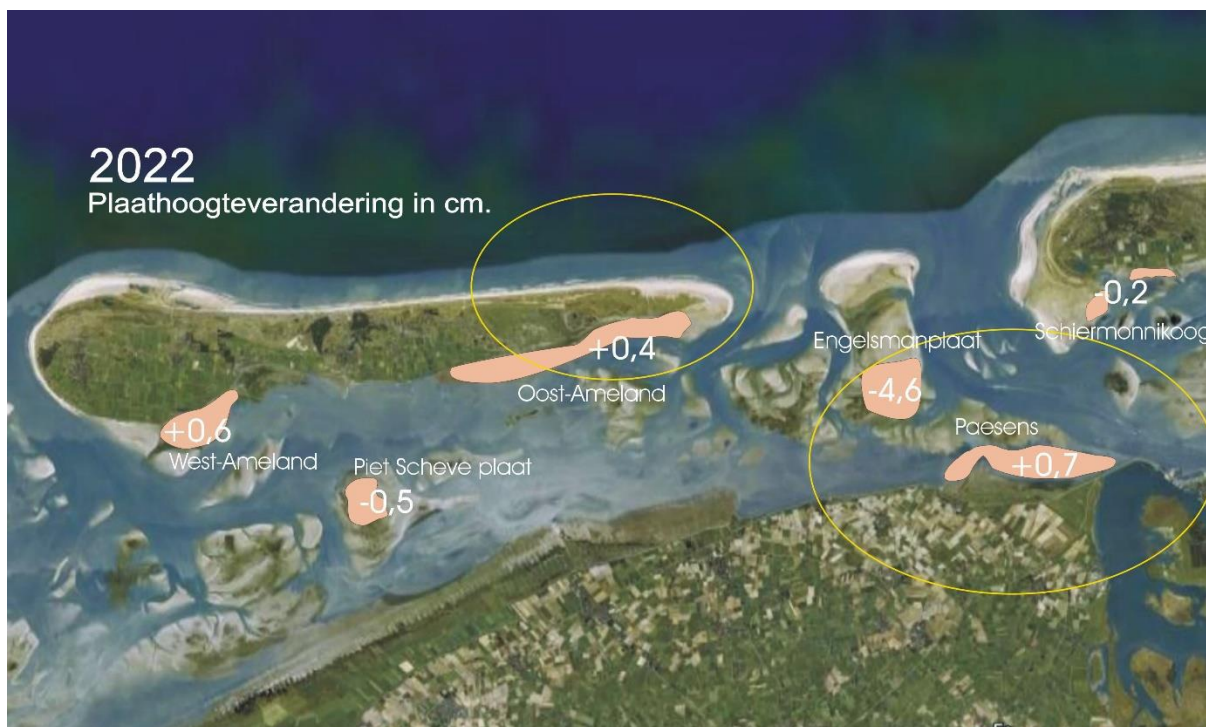 2022
Plaathoogteverandering in cm.
-0,2
Schiermonnikoog
Engelsmanplaat
+0,4
Oost-Ameland
-4,6
+0,6
West-Ameland
Paesens
+0,7
Piet Scheve plaat
-0,5